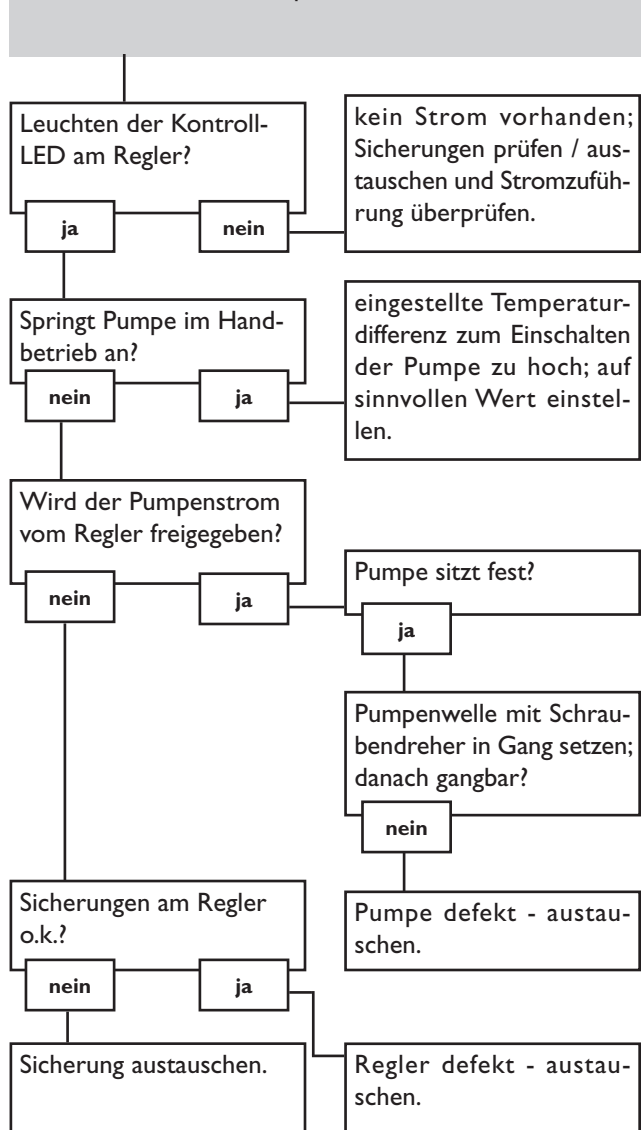 Leuchten der Kontroll-
LED am Regler?
ja
nein
kein Strom vorhanden;
Sicherungen prüfen / aus-
tauschen und Stromzufüh-
rung überprüfen.
Springt Pumpe im Hand-
betrieb an?
nein
ja
eingestellte Temperatur-
differenz zum Einschalten
der Pumpe zu hoch; auf
sinnvollen Wert einstel-
len.
Wird der Pumpenstrom
vom Regler freigegeben?
nein
ja
Pumpe sitzt fest?
ja
Pumpenwelle mit Schrau-
bendreher in Gang setzen;
danach gangbar?
nein
Pumpe defekt - austau-
schen.
Sicherungen am Regler
o.k.?
nein
ja
Sicherung austauschen.
Regler defekt - austau-
schen.